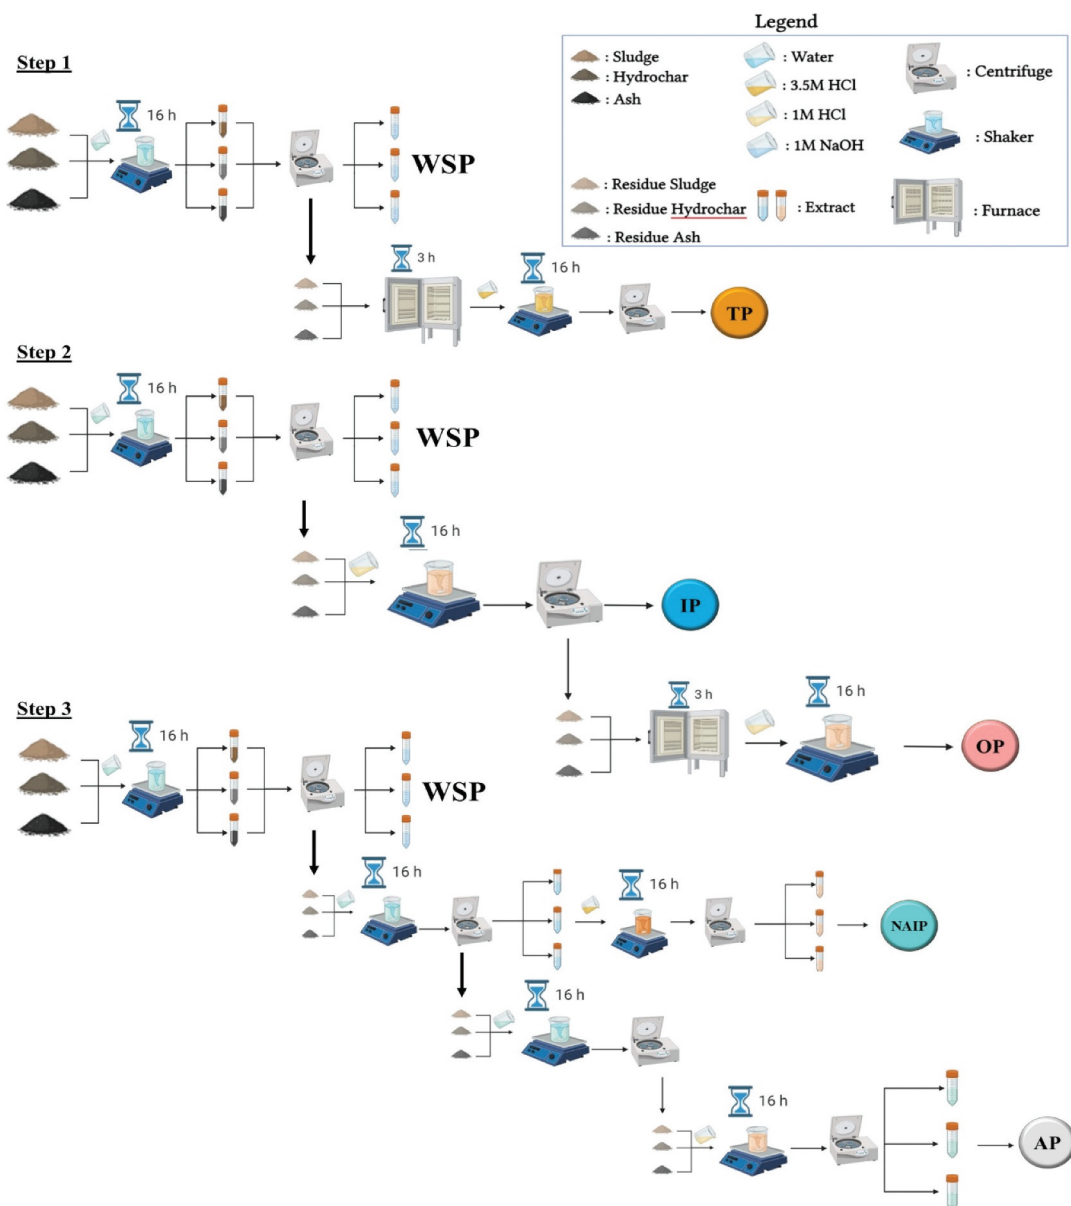 Legend
: Sludge
: Hydrochar
: Ash
: Water
: 3.5M HCl
: 1M HCl
: 1M NaOH
: Centrifuge
: Shaker
: Residue Sludge
: Residue Hydrochar
: Residue Ash
: Extract
: Furnace
Step 1
16 h
WSP
3 h
16 h
TP
Step 2
16 h
WSP
16 h
IP
3 h
16 h
OP
Step 3
16 h
WSP
16 h
16 h
NAIP
16 h
16 h
AP